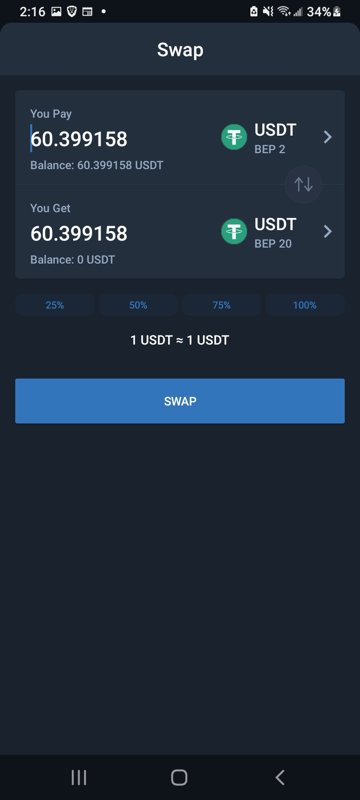 2:16
34%
Swap
You Pay
60.399158
USDT
BEP 2
Balance: 60.399158 USDT
You Get
60.399158
USDT
BEP 20
Balance: 0 USDT
25% 50% 75% 100%
1 USDT ≈ 1 USDT
SWAP